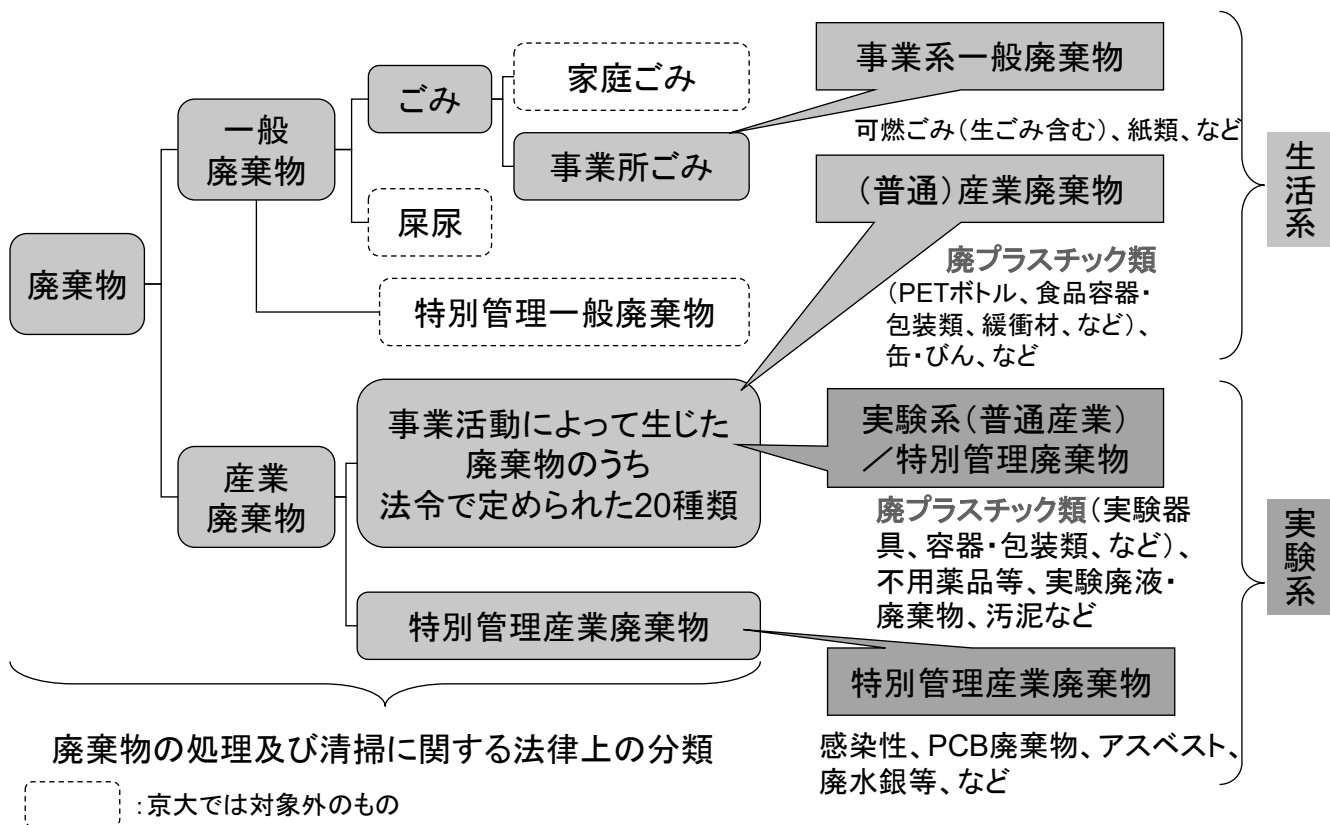 廃棄物
一般
廃棄物
産業
廃棄物
ごみ
屎尿
特別管理一般廃棄物
家庭ごみ
事業所ごみ
事業活動によって生じた
廃棄物のうち
法令で定められた20種類
特別管理産業廃棄物
事業系一般廃棄物
可燃ごみ（生ごみ含む）、紙類、など
（普通）産業廃棄物
廃プラスチック類
（PETボトル、食品容器・
包装類、緩衝材、など）、
缶・びん、など
生活系
実験系（普通産業）
／特別管理廃棄物
廃プラスチック類（実験器
具、容器・包装類、など）、
不用薬品等、実験廃液・
廃棄物、汚泥など
特別管理産業廃棄物
感染性、PCB廃棄物、アスベスト、
廃水銀等、など
実験系
廃棄物の処理及び清掃に関する法律上の分類
：京大では対象外のもの